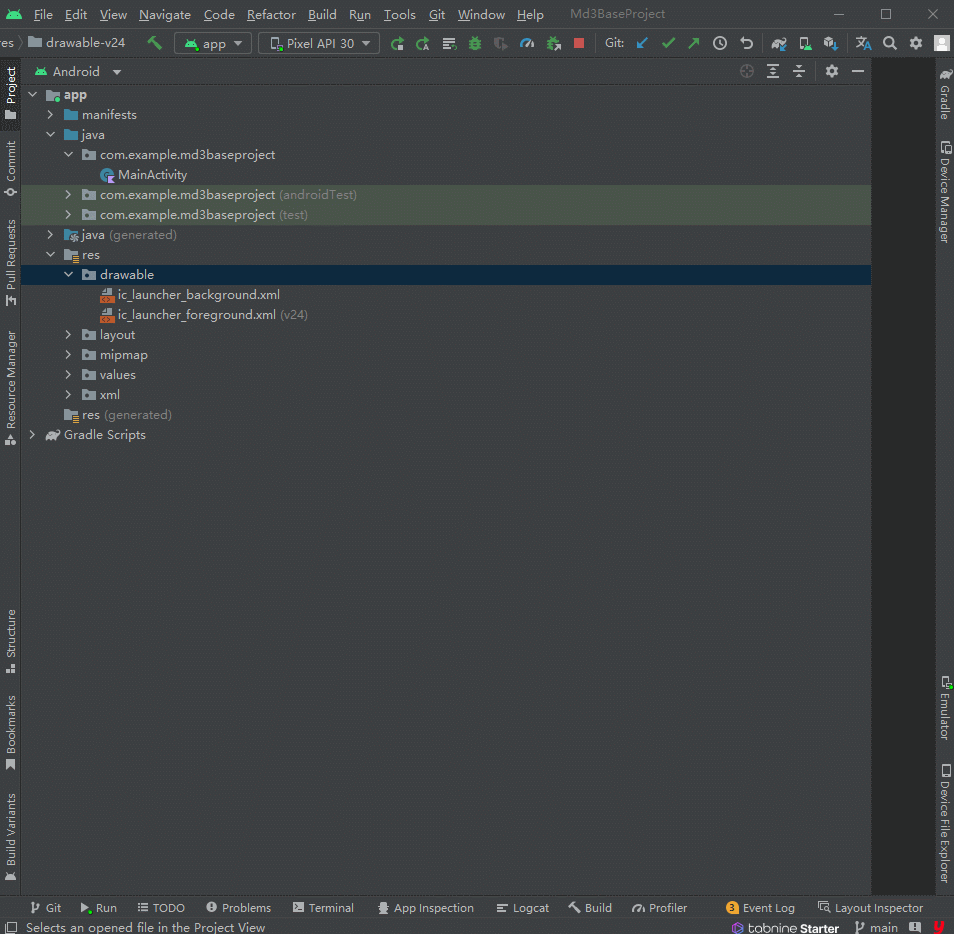 File Edit View Navigate Code Refactor Build Run Tools Git Window Help Md3BaseProject
es drawable-v24 app Pixel API 30 Git:
Project
Commit
Pull Requests
Resource Manager
Structure
Bookmarks
Build Variants
Android
app
manifests
java
com.example.md3baseproject
MainActivity
com.example.md3baseproject (androidTest)
com.example.md3baseproject (test)
java (generated)
res
drawable
ic_launcher_background.xml
ic_launcher_foreground.xml (v24)
layout
mipmap
values
xml
res (generated)
Gradle Scripts
Gradle
Device Manager
Emulator
Device File Explorer
Git Run TODO Problems Terminal App Inspection Logcat Build Profiler 3 Event Log Layout Inspector
Selects an opened file in the Project View tabnine Starter main